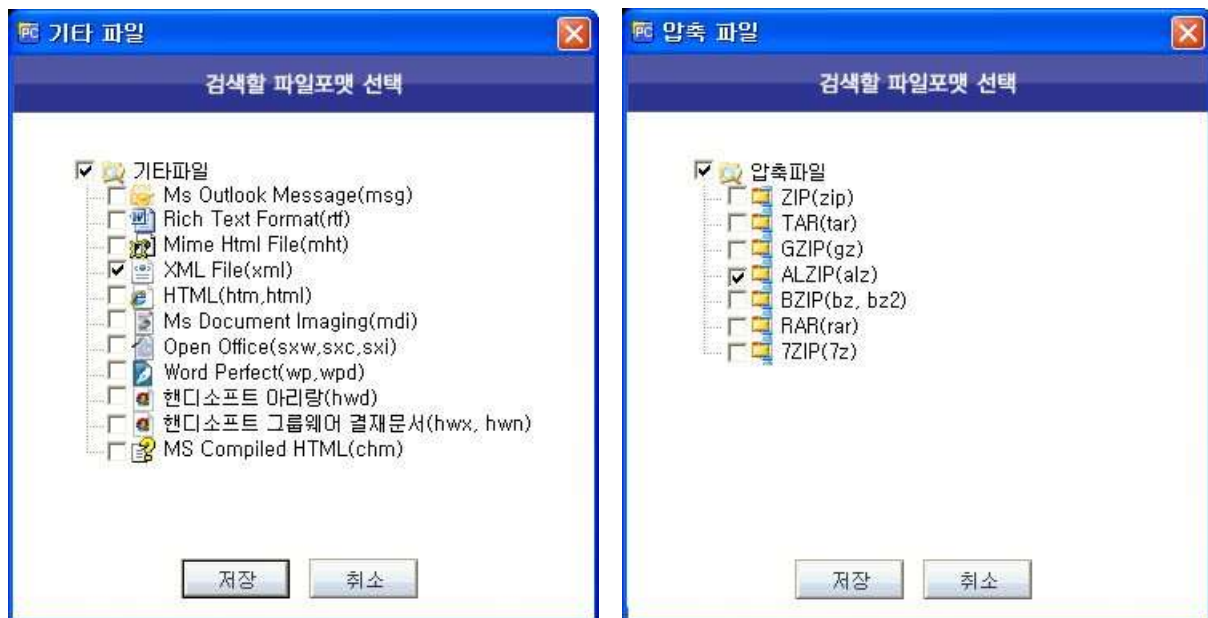 기타 파일
검색할 파일포맷 선택
기타파일
Ms Outlook Message(msg)
Rich Text Format(rtf)
Mime Html File(mht)
XML File(xml)
HTML(htm,html)
Ms Document Imaging(mdi)
Open Office(sxw,sxc,sxi)
Word Perfect(wp,wpd)
핸디소프트 아리랑(hwd)
핸디소프트 그룹웨어 결재문서(hwx, hwn)
MS Compiled HTML(chm)
저장 취소
압축 파일
검색할 파일포맷 선택
압축파일
ZIP(zip)
TAR(tar)
GZIP(gz)
ALZIP(alz)
BZIP(bz, bz2)
RAR(rar)
7ZIP(7z)
저장 취소